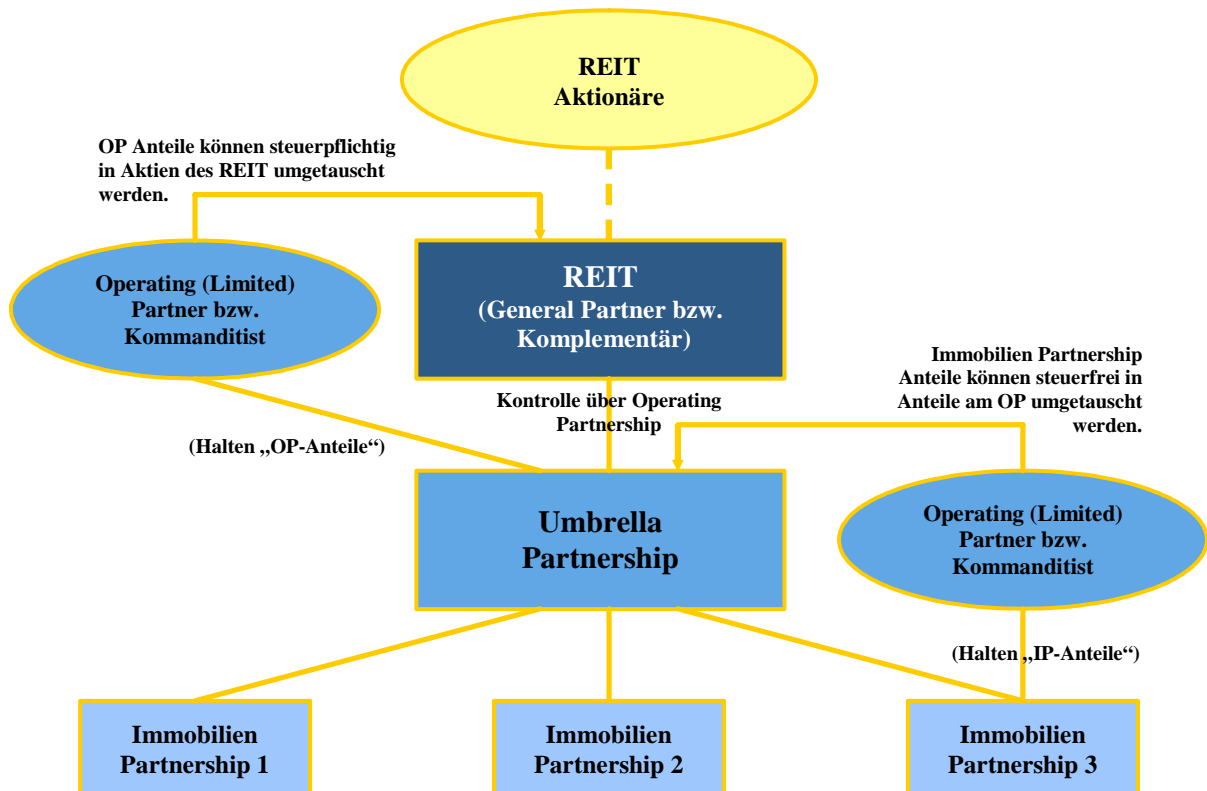 REIT
Aktionäre
OP Anteile können steuerpflichtig
in Aktien des REIT umgetauscht
werden.
Operating (Limited)
Partner bzw.
Kommanditist
REIT
(General Partner bzw.
Komplementär)
Immobilien Partnership
Anteile können steuerfrei in
Anteile am OP umgetauscht
werden.
Kontrolle über Operating
Partnership
(Halten „OP-Anteile“)
Umbrella
Partnership
Operating (Limited)
Partner bzw.
Kommanditist
(Halten „IP-Anteile“)
Immobilien
Partnership 1
Immobilien
Partnership 2
Immobilien
Partnership 3